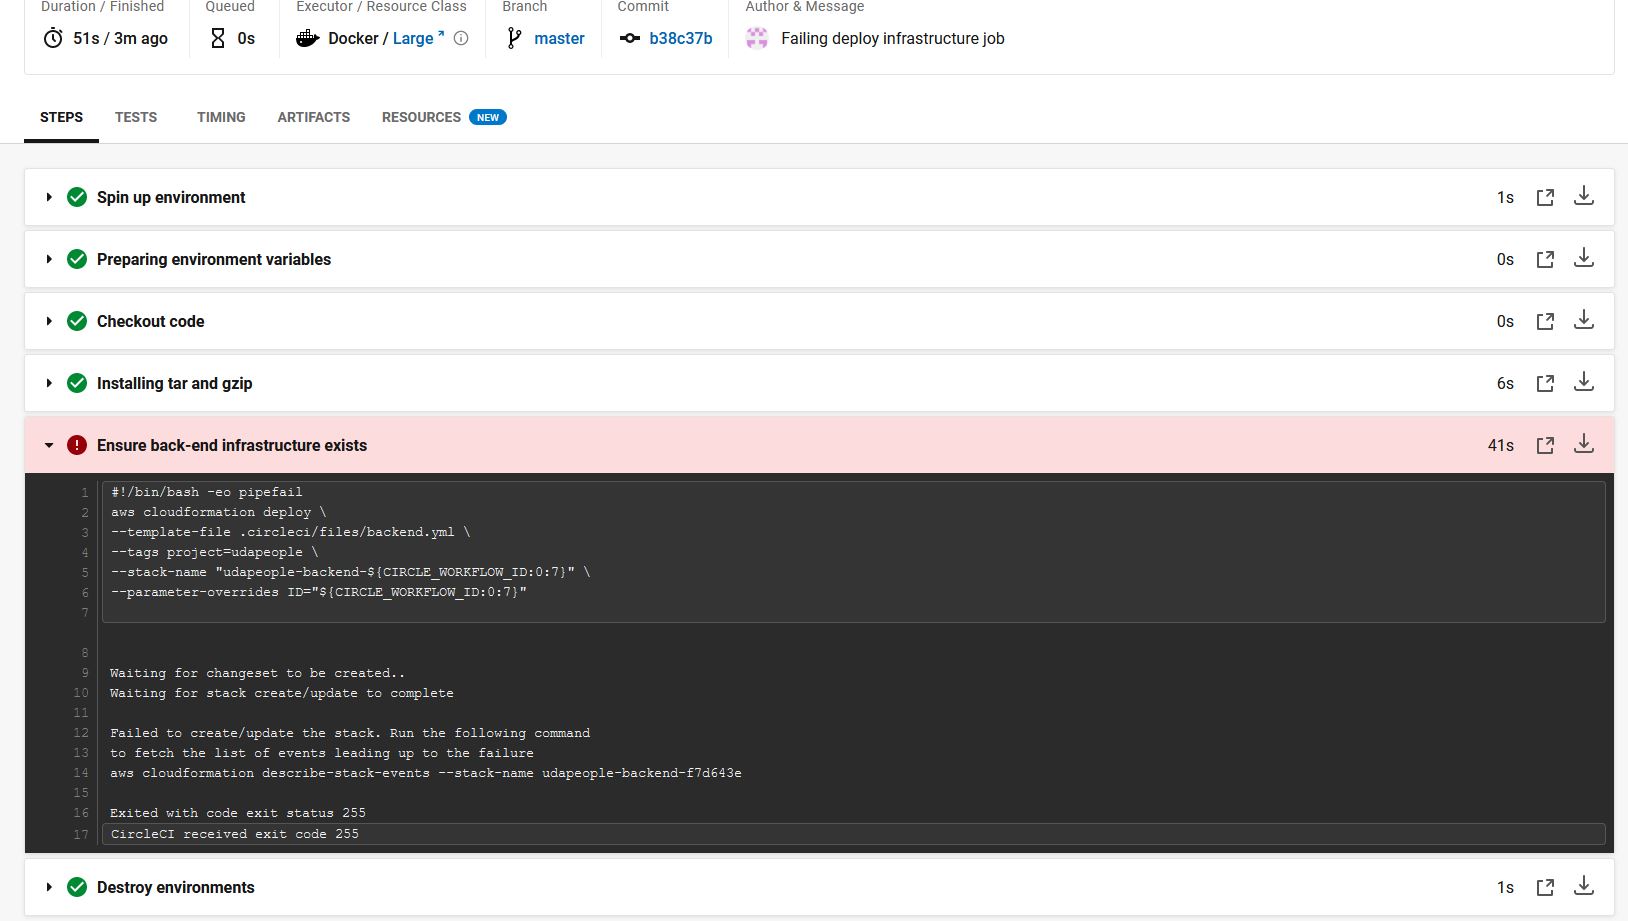 Duration / Finished
Queued
Executor / Resource Class
Branch
Commit
Author & Message
51s / 3m ago
0s
Docker / Large
master
b38c37b
Failing deploy infrastructure job
STEPS
TESTS
TIMING
ARTIFACTS
RESOURCES NEW
Spin up environment 1s
Preparing environment variables 0s
Checkout code 0s
Installing tar and gzip 6s
Ensure back-end infrastructure exists 41s
1 #!/bin/bash -eo pipefail
2 aws cloudformation deploy \
3 --template-file .circleci/files/backend.yml \
4 --tags project=udapeople \
5 --stack-name "udapeople-backend-${CIRCLE_WORKFLOW_ID:0:7}" \
6 --parameter-overrides ID="${CIRCLE_WORKFLOW_ID:0:7}"
7
8
9 Waiting for changeset to be created..
10 Waiting for stack create/update to complete
11
12 Failed to create/update the stack. Run the following command
13 to fetch the list of events leading up to the failure
14 aws cloudformation describe-stack-events --stack-name udapeople-backend-f7d643e
15
16 Exited with code exit status 255
17 CircleCI received exit code 255
Destroy environments 1s